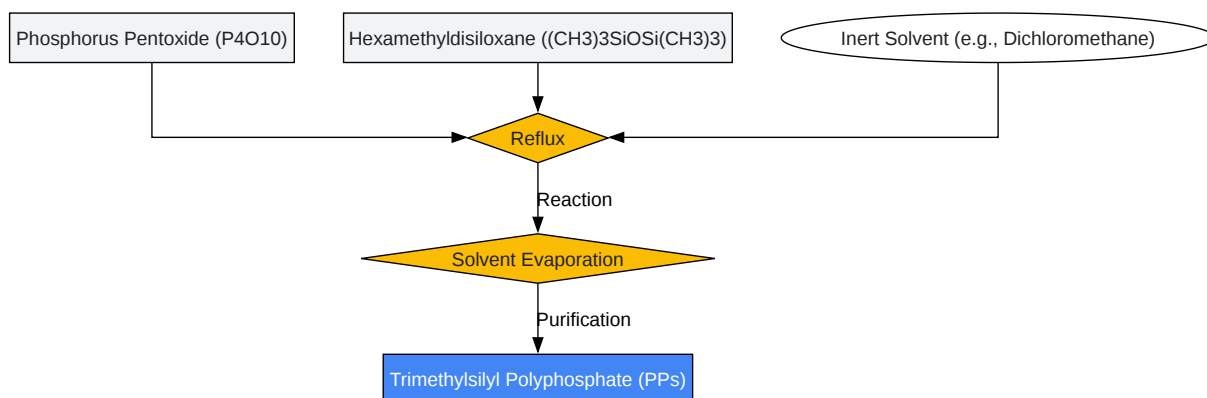 Phosphorus Pentoxide (P4O10)
Hexamethyldisiloxane ((CH3)3SiOSi(CH3)3)
Inert Solvent (e.g., Dichloromethane)
Reflux
Reaction
Solvent Evaporation
Purification
Trimethylsilyl Polyphosphate (PPs)